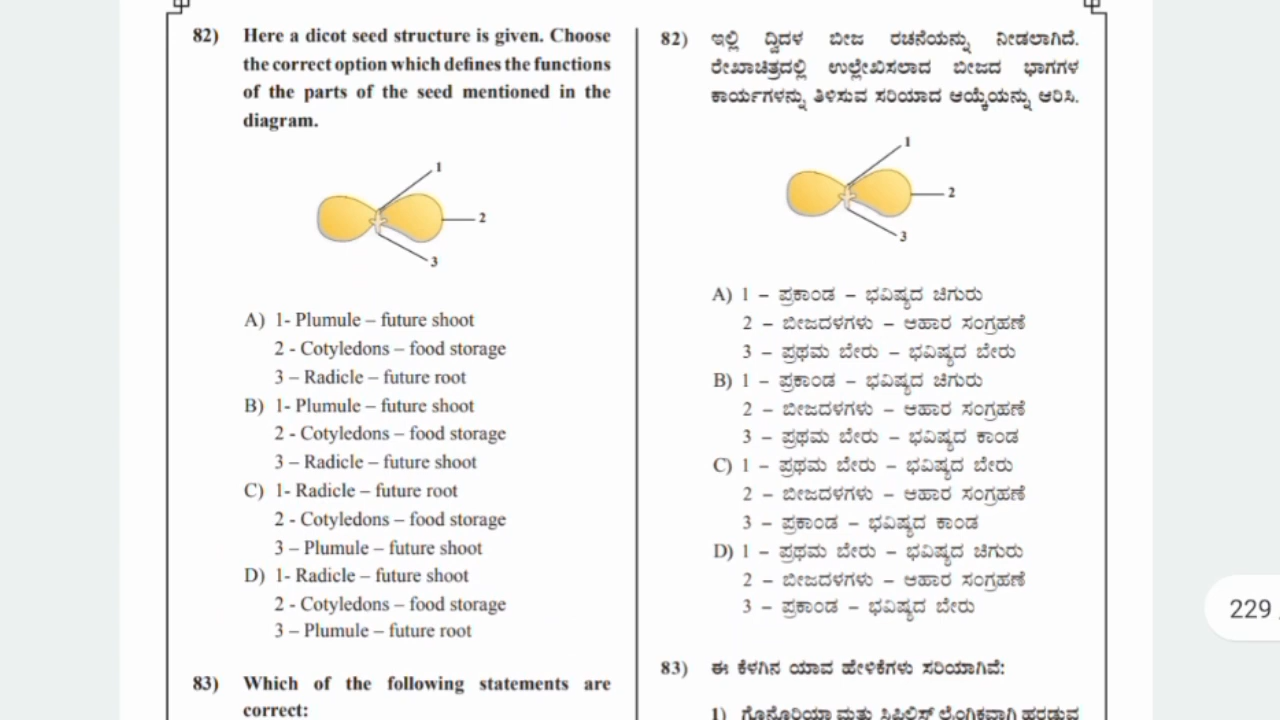 82) Here a dicot seed structure is given. Choose
the correct option which defines the functions
of the parts of the seed mentioned in the
diagram.
1
2
3
A) 1- Plumule – future shoot
2 - Cotyledons – food storage
3 – Radicle – future root
B) 1- Plumule – future shoot
2 - Cotyledons – food storage
3 – Radicle – future shoot
C) 1- Radicle – future root
2 - Cotyledons – food storage
3 – Plumule – future shoot
D) 1- Radicle – future shoot
2 - Cotyledons – food storage
3 – Plumule – future root
83) Which of the following statements are
correct:
82) ಇಲ್ಲಿ ದ್ವಿದಳ ಬೀಜ ರಚನೆಯನ್ನು ನೀಡಲಾಗಿದೆ.
ರೇಖಾಚಿತ್ರದಲ್ಲಿ ಉಲ್ಲೇಖಿಸಲಾದ ಬೀಜದ ಭಾಗಗಳ
ಕಾರ್ಯಗಳನ್ನು ತಿಳಿಸುವ ಸರಿಯಾದ ಆಯ್ಕೆಯನ್ನು ಆರಿಸಿ.
1
2
3
A) 1 – ಪ್ರಕಾಂಡ – ಭವಿಷ್ಯದ ಚಿಗುರು
2 – ಬೀಜದಳಗಳು – ಆಹಾರ ಸಂಗ್ರಹಣೆ
3 – ಪ್ರಥಮ ಬೇರು – ಭವಿಷ್ಯದ ಬೇರು
B) 1 – ಪ್ರಕಾಂಡ – ಭವಿಷ್ಯದ ಚಿಗುರು
2 – ಬೀಜದಳಗಳು – ಆಹಾರ ಸಂಗ್ರಹಣೆ
3 – ಪ್ರಥಮ ಬೇರು – ಭವಿಷ್ಯದ ಕಾಂಡ
C) 1 – ಪ್ರಥಮ ಬೇರು – ಭವಿಷ್ಯದ ಬೇರು
2 – ಬೀಜದಳಗಳು – ಆಹಾರ ಸಂಗ್ರಹಣೆ
3 – ಪ್ರಕಾಂಡ – ಭವಿಷ್ಯದ ಕಾಂಡ
D) 1 – ಪ್ರಥಮ ಬೇರು – ಭವಿಷ್ಯದ ಚಿಗುರು
2 – ಬೀಜದಳಗಳು – ಆಹಾರ ಸಂಗ್ರಹಣೆ
3 – ಪ್ರಕಾಂಡ – ಭವಿಷ್ಯದ ಬೇರು
83) ಈ ಕೆಳಗಿನ ಯಾವ ಹೇಳಿಕೆಗಳು ಸರಿಯಾಗಿವೆ:
1) ಗೊನೊರಿಯಾ ಮತ್ತು ಸಿಫಿಲಿಸ್ ಲೈಂಗಿಕವಾಗಿ ಹರಡುವ
229